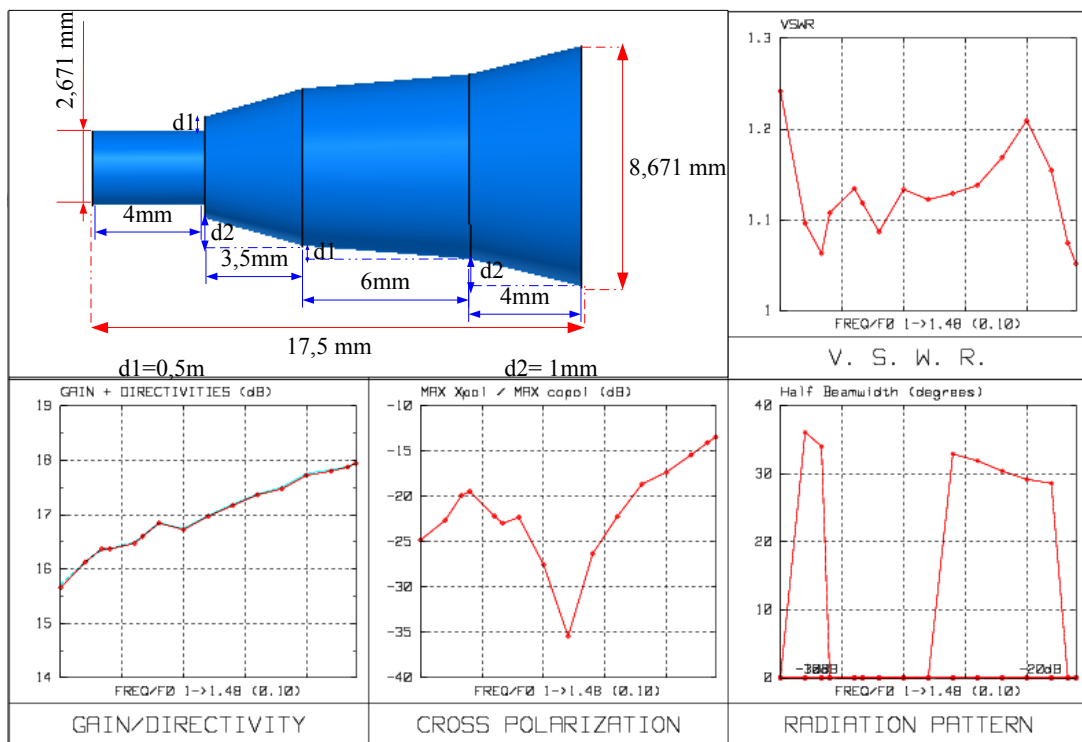 2,671 mm
d1
4mm
d2
3,5mm
d1
6mm
d2
4mm
8,671 mm
17,5 mm
d1=0,5m
d2= 1mm
VSWR
1.3
1.2
1.1
1
FREQ/F0 1->1.48 (0.10)
V. S. W. R.
GAIN + DIRECTIVITIES (dB)
19
18
17
16
15
14
FREQ/F0 1->1.48 (0.10)
GAIN/DIRECTIVITY
MAX Xpol / MAX copol (dB)
-10
-15
-20
-25
-30
-35
-40
FREQ/F0 1->1.48 (0.10)
CROSS POLARIZATION
Half Beamwidth (degrees)
40
30
20
10
0
-20dB
FREQ/F0 1->1.48 (0.10)
RADIATION PATTERN